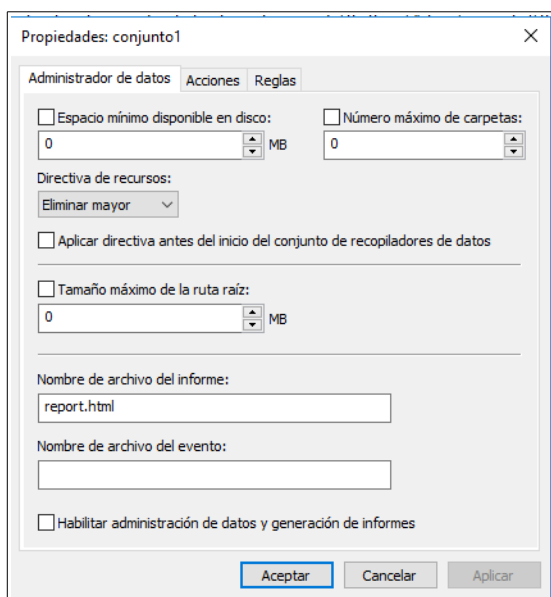 Propiedades: conjunto1
Administrador de datos Acciones Reglas
Espacio mínimo disponible en disco: Número máximo de carpetas:
0 MB 0
Directiva de recursos:
Eliminar mayor
Aplicar directiva antes del inicio del conjunto de recopiladores de datos
Tamaño máximo de la ruta raíz:
0 MB
Nombre de archivo del informe:
report.html
Nombre de archivo del evento:
Habilitar administración de datos y generación de informes
Aceptar Cancelar Aplicar